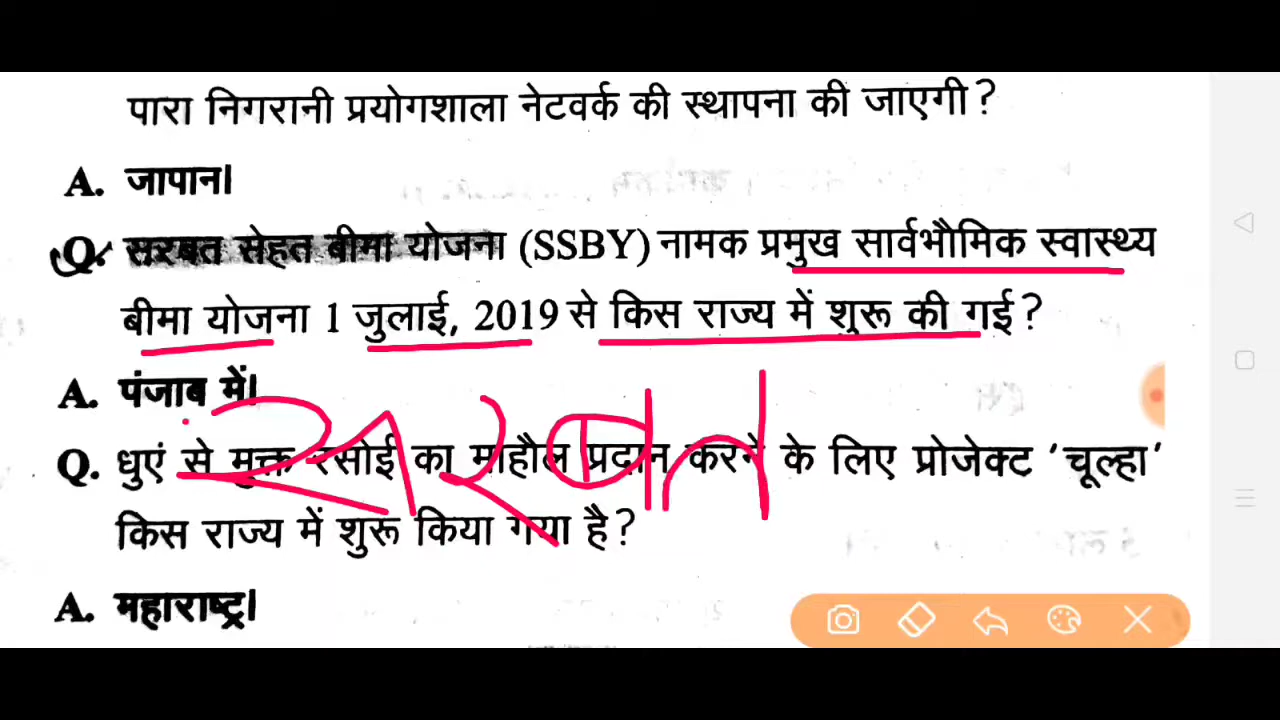 पारा निगरानी प्रयोगशाला नेटवर्क की स्थापना की जाएगी?
A. जापान।
Q. सरबत सेहत बीमा योजना (SSBY) नामक प्रमुख सार्वभौमिक स्वास्थ्य
बीमा योजना 1 जुलाई, 2019 से किस राज्य में शुरू की गई?
A. पंजाब में।
सरबत
Q. धुएं से मुक्त रसोई का माहौल प्रदान करने के लिए प्रोजेक्ट 'चूल्हा'
किस राज्य में शुरू किया गया है?
A. महाराष्ट्र।